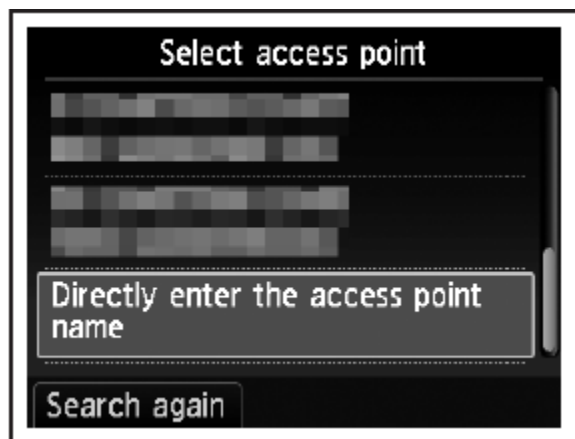 Select access point
Directly enter the access point
name
Search again